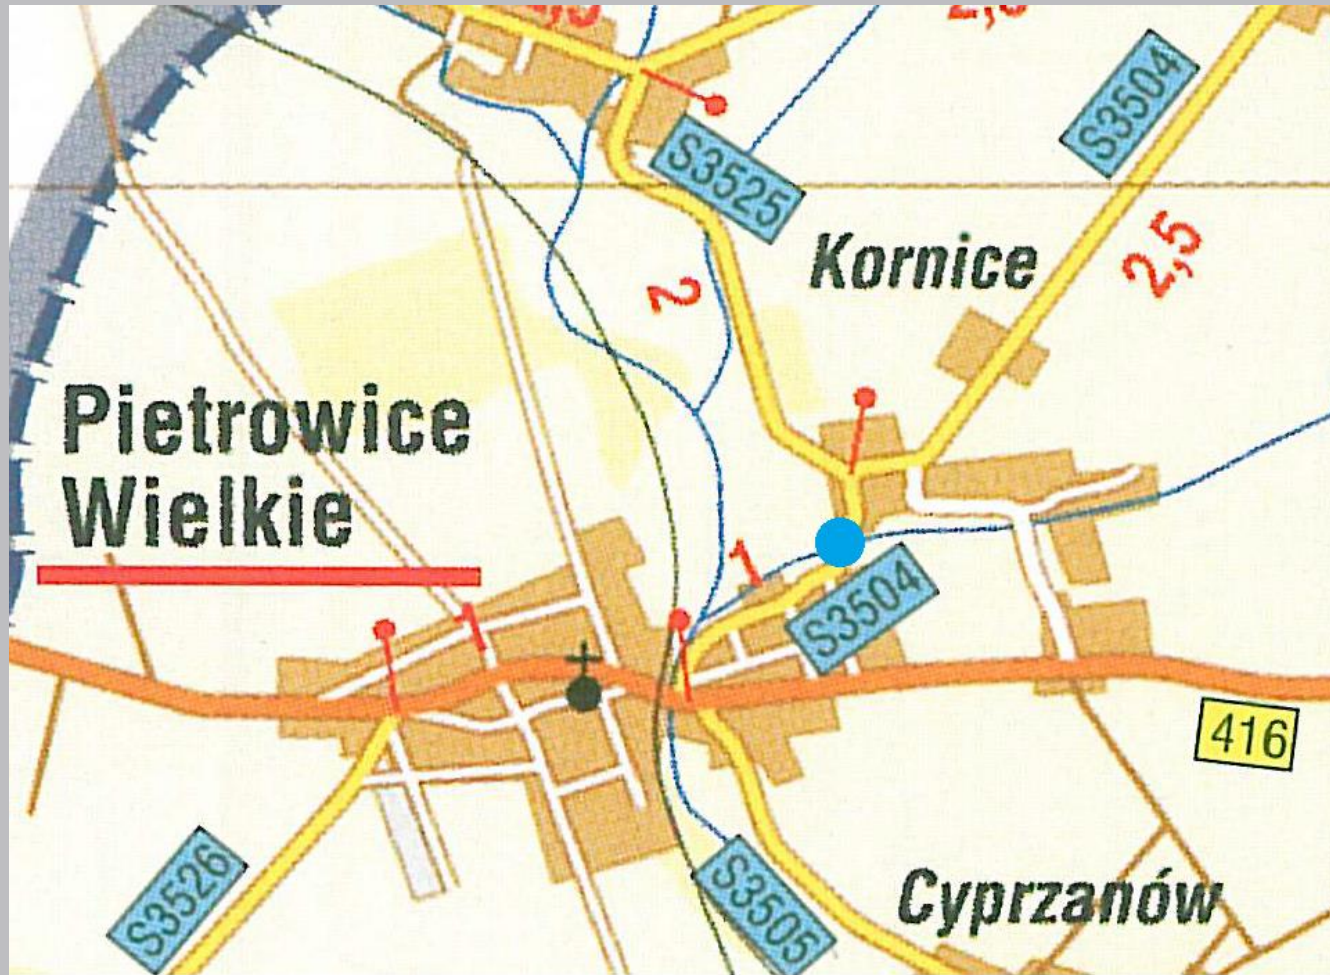 S3504
S3525
Kornice
2,5
2
Pietrowice
Wielkie
1
S3504
1
416
S3526
S3505
Cyprzanów